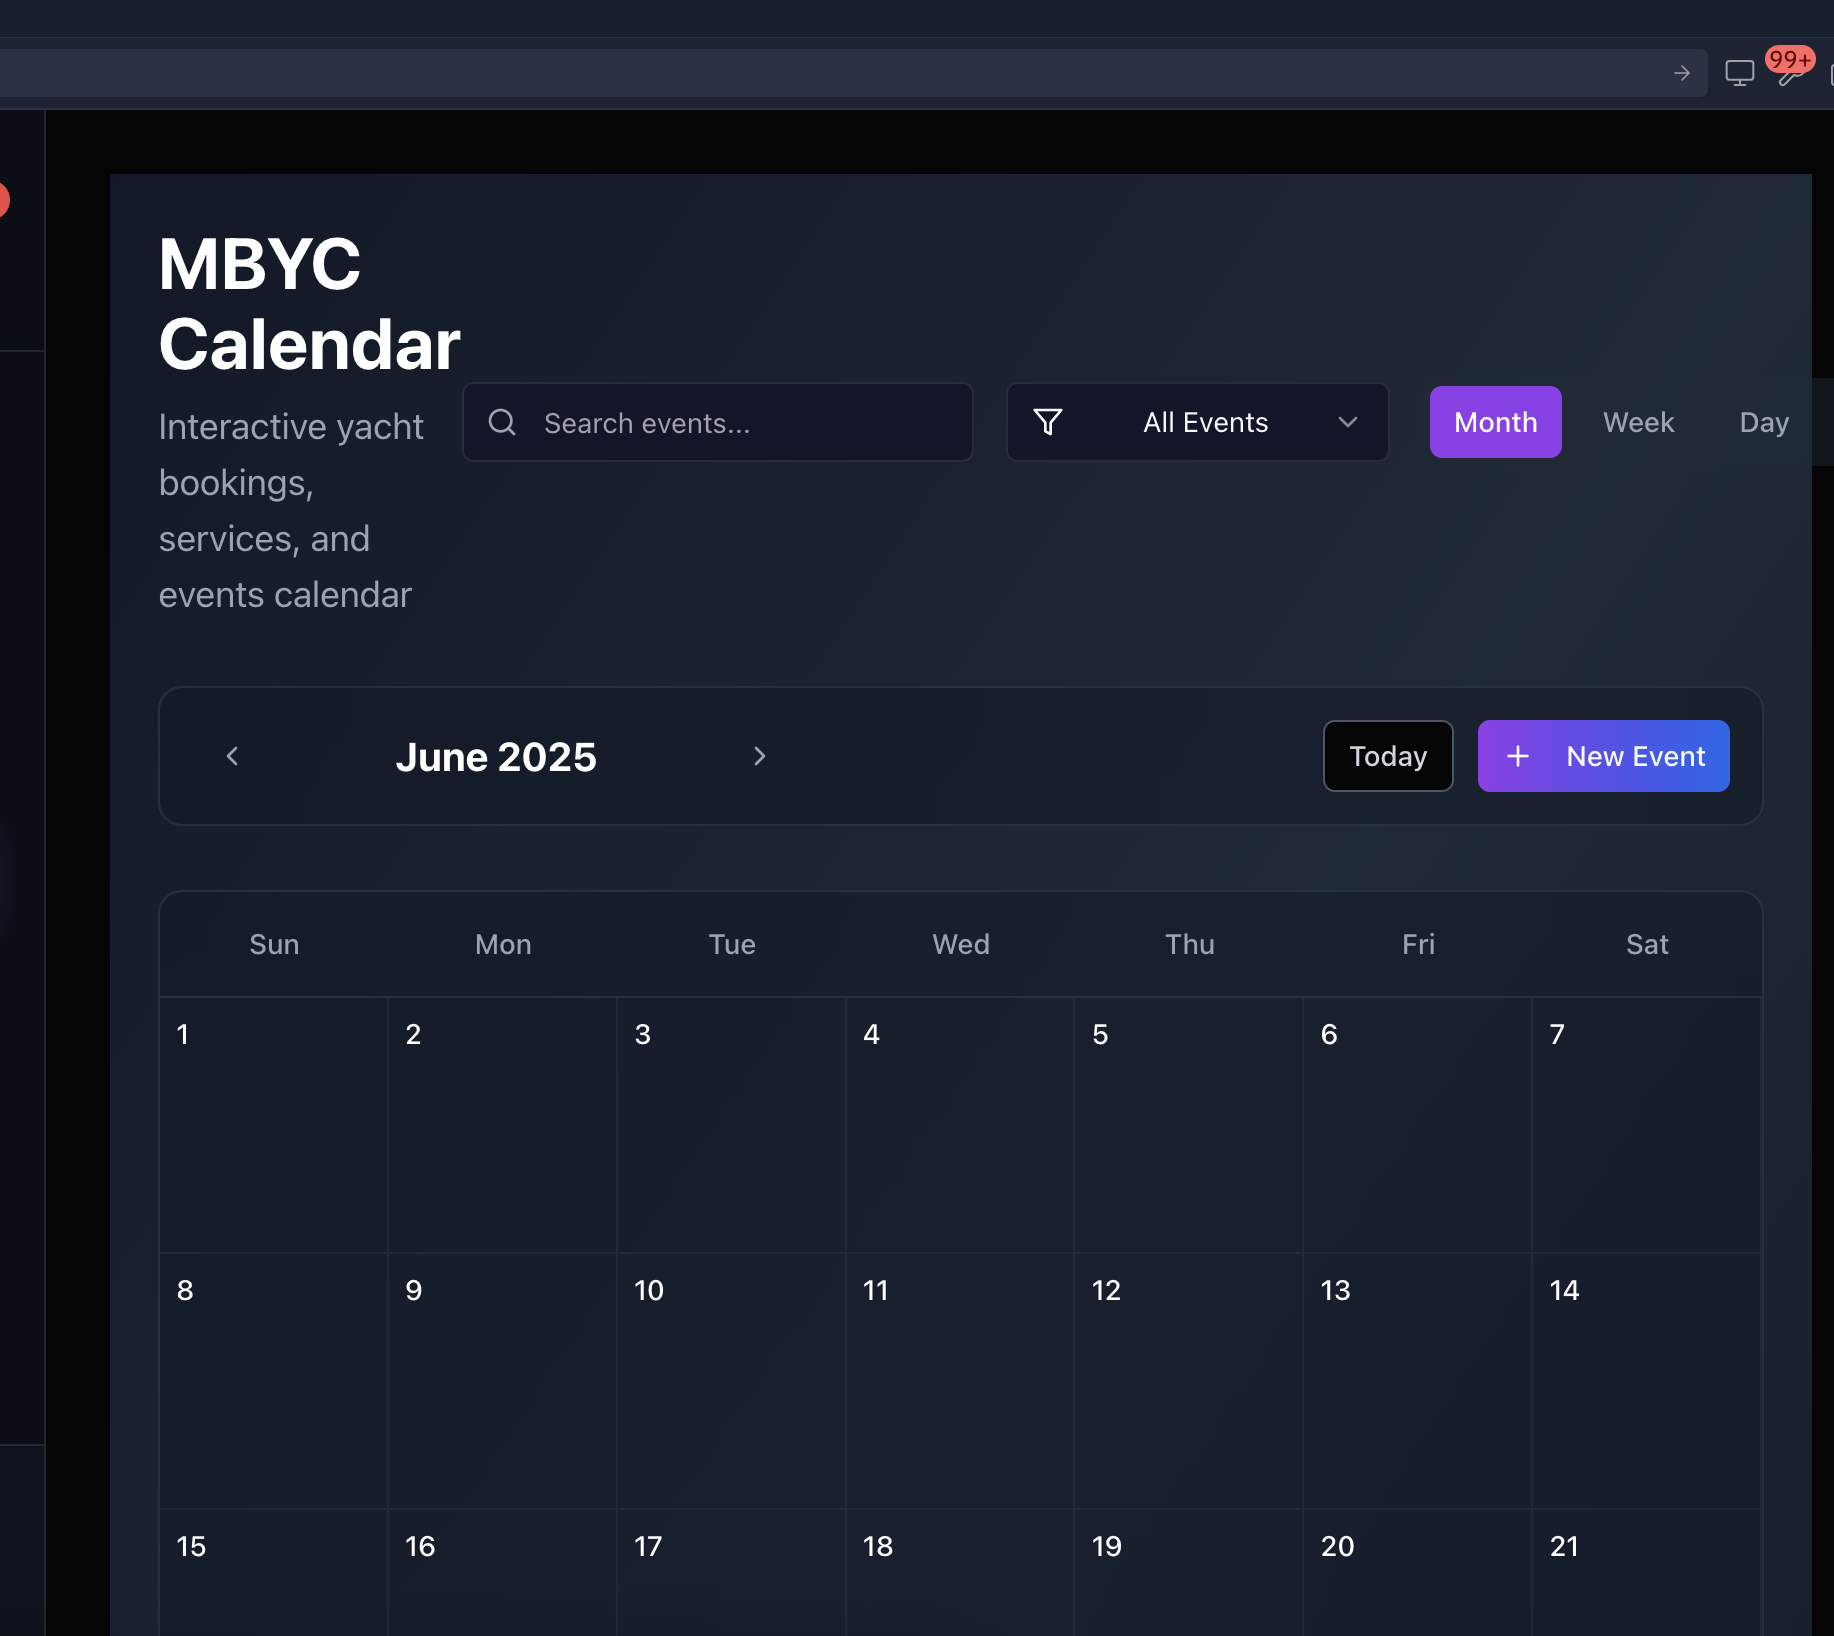 99+
MBYC
Calendar
Interactive yacht
bookings,
services, and
events calendar
Search events...
All Events
Month
Week
Day
June 2025
Today
New Event
Sun Mon Tue Wed Thu Fri Sat
1 2 3 4 5 6 7
8 9 10 11 12 13 14
15 16 17 18 19 20 21